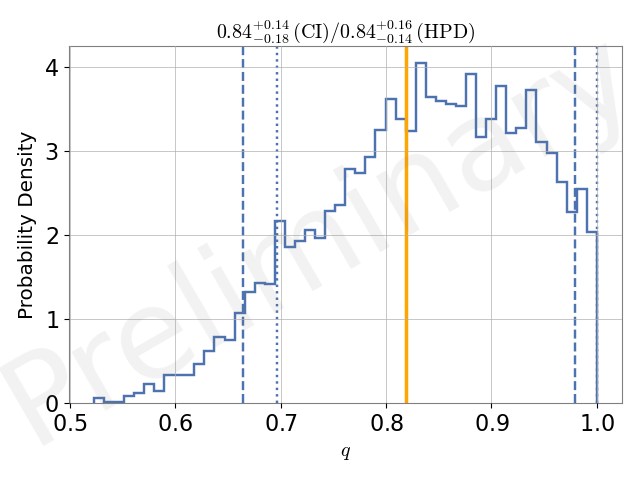 0.84^{+0.14}_{-0.18} (CI)/0.84^{+0.16}_{-0.14} (HPD)
Probability Density
4
3
2
1
0
0.5 0.6 0.7 0.8 0.9 1.0
q
Preliminary